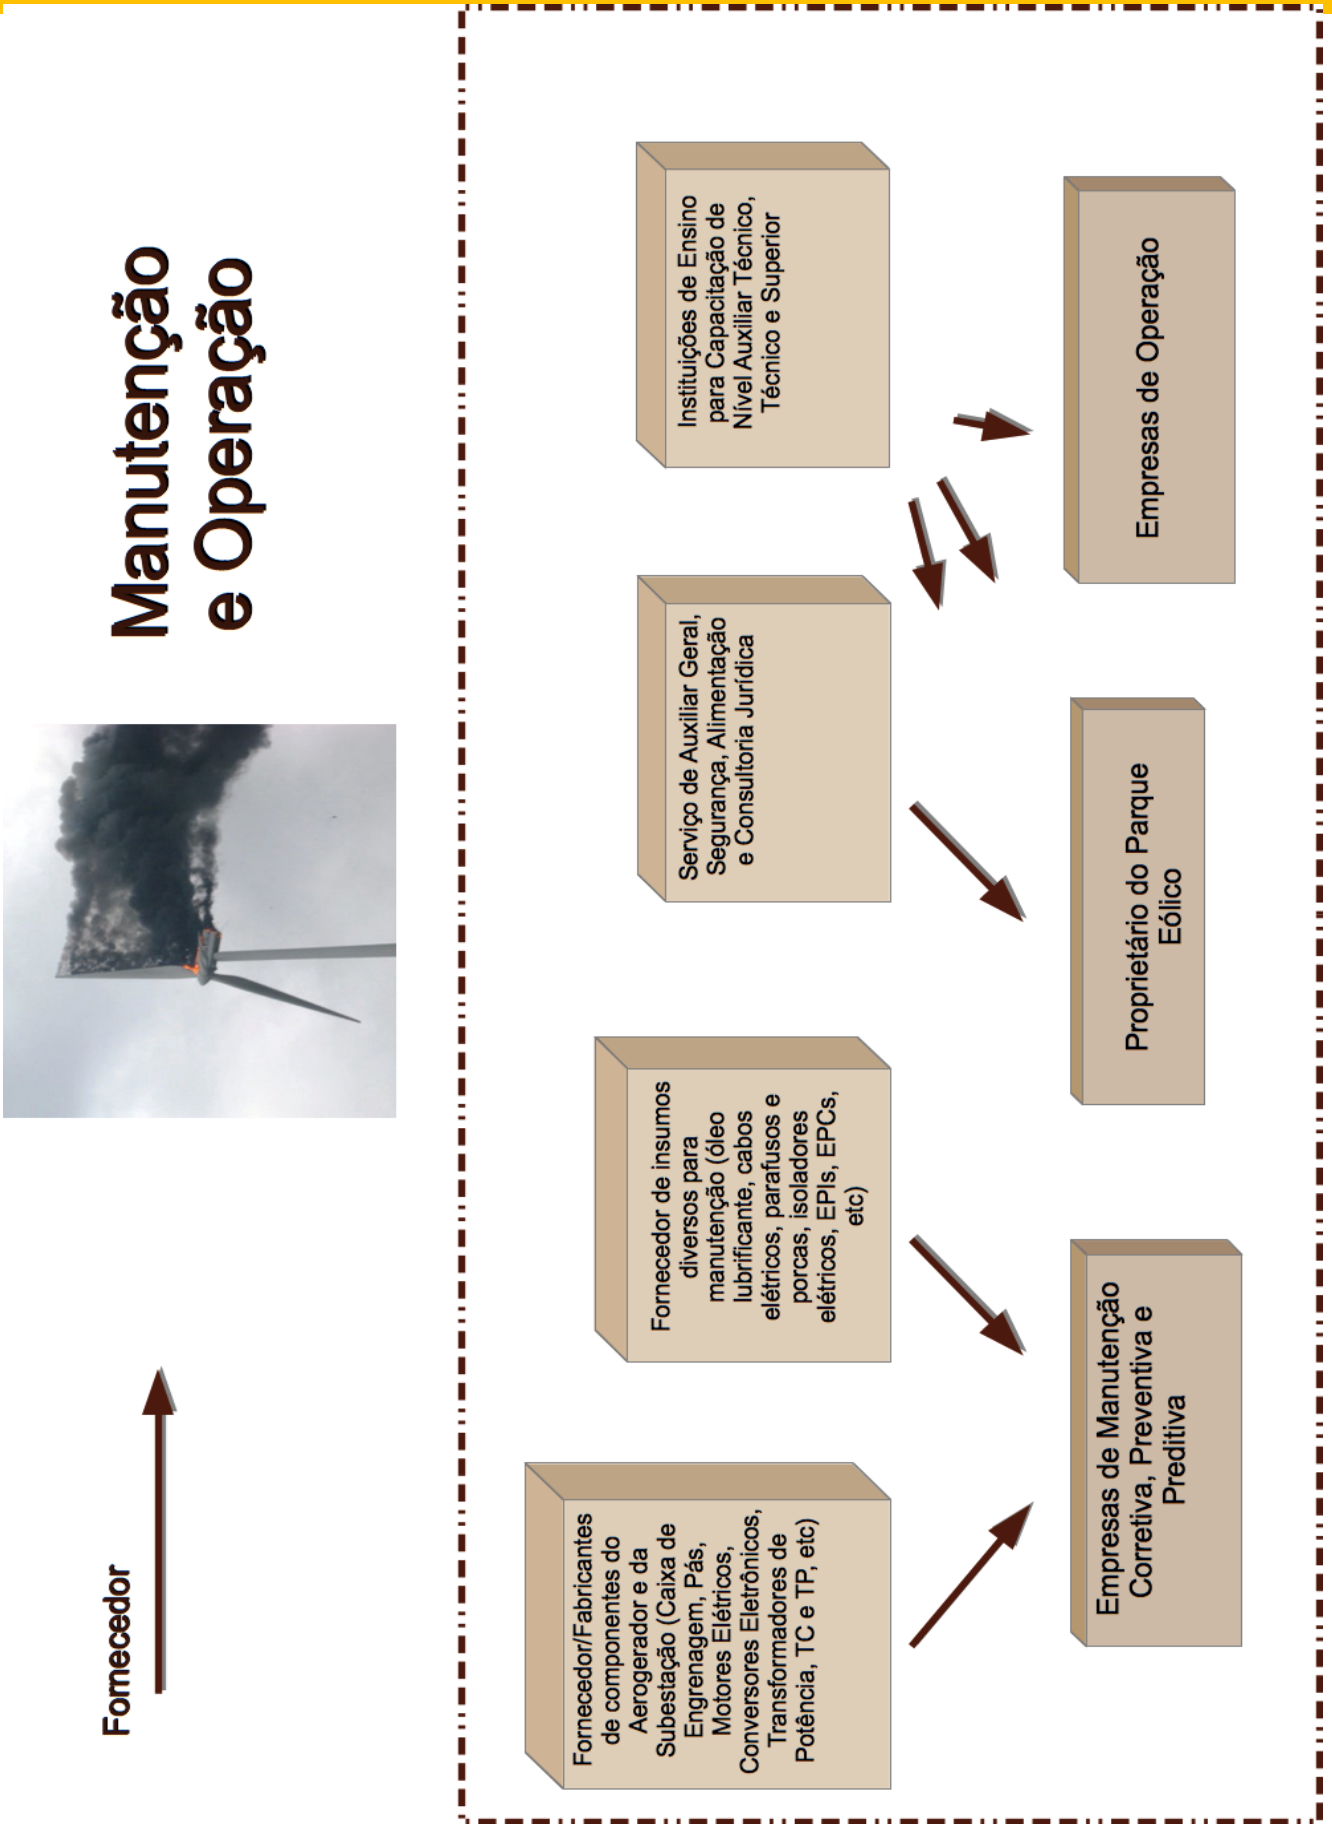 Fornecedor
Manutenção
e Operação
Fornecedor/Fabricantes
de componentes do
Aerogerador e da
Subestação (Caixa de
Engrenagem, Pás,
Motores Elétricos,
Conversores Eletrônicos,
Transformadores de
Potência, TC e TP, etc)
Fornecedor de insumos
diversos para
manutenção (óleo
lubrificante, cabos
elétricos, parafusos e
porcas, isoladores
elétricos, EPIs, EPCs,
etc)
Serviço de Auxiliar Geral,
Segurança, Alimentação
e Consultoria Jurídica
Instituições de Ensino
para Capacitação de
Nível Auxiliar Técnico,
Técnico e Superior
Empresas de Manutenção
Corretiva, Preventiva e
Preditiva
Proprietário do Parque
Eólico
Empresas de Operação